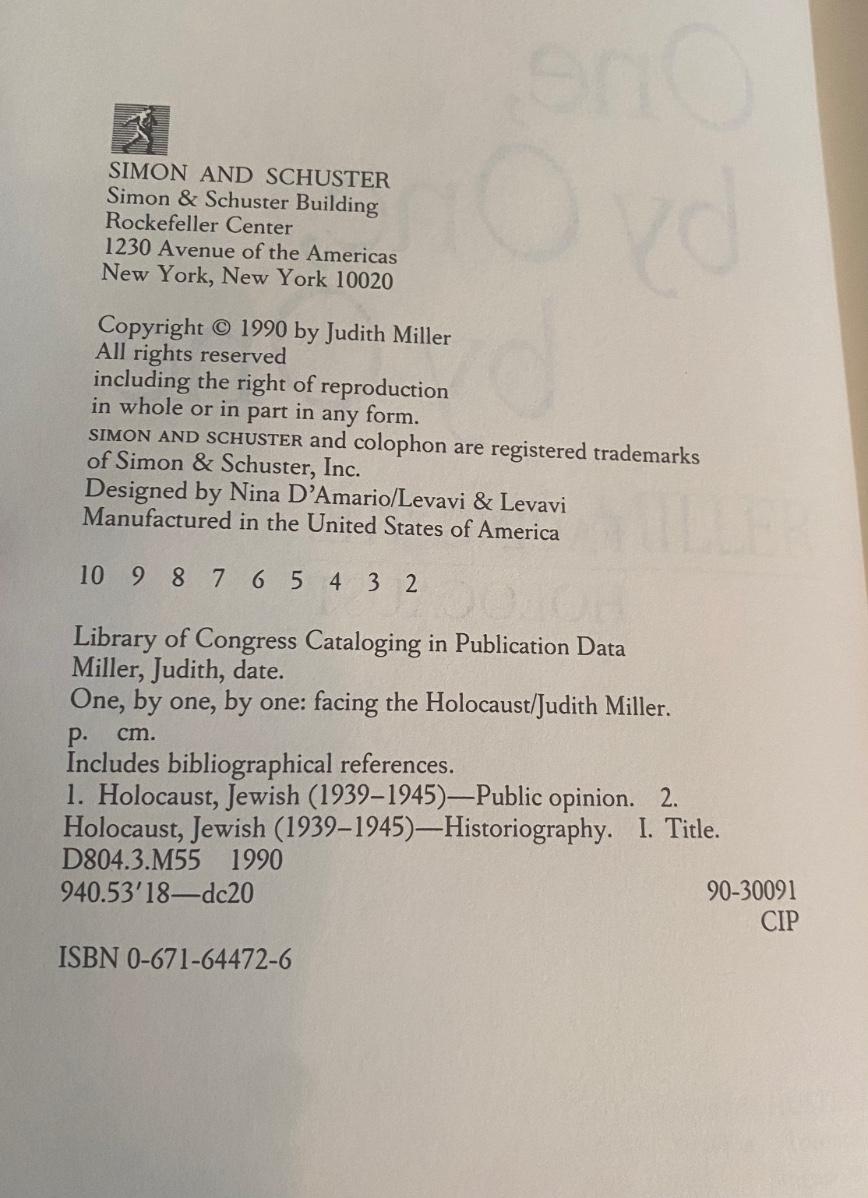 SIMON AND SCHUSTER
Simon & Schuster Building
Rockefeller Center
1230 Avenue of the Americas
New York, New York 10020
Copyright © 1990 by Judith Miller
All rights reserved
including the right of reproduction
in whole or in part in any form.
SIMON AND SCHUSTER and colophon are registered trademarks
of Simon & Schuster, Inc.
Designed by Nina D'Amario/Levavi & Levavi
Manufactured in the United States of America
10 9 8 7 6 5 4 3 2
Library of Congress Cataloging in Publication Data
Miller, Judith, date.
One, by one, by one: facing the Holocaust/Judith Miller.
p. cm.
Includes bibliographical references.
1. Holocaust, Jewish (1939–1945)—Public opinion. 2.
Holocaust, Jewish (1939–1945)—Historiography. I. Title.
D804.3.M55 1990
940.53'18—dc20 90-30091
CIP
ISBN 0-671-64472-6